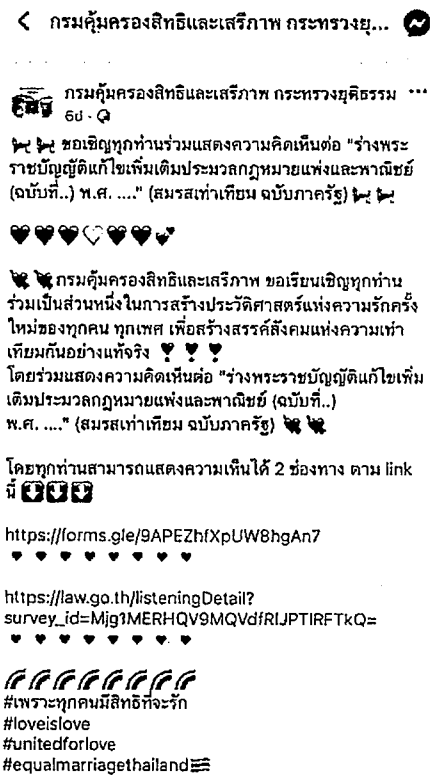 กรมคุ้มครองสิทธิและเสรีภาพ กระทรวงยุ...
กรมคุ้มครองสิทธิและเสรีภาพ กระทรวงยุติธรรม ...
6d ·
ขอเชิญทุกท่านร่วมแสดงความคิดเห็นต่อ "ร่างพระ
ราชบัญญัติแก้ไขเพิ่มเติมประมวลกฎหมายแพ่งและพาณิชย์
(ฉบับที่..) พ.ศ. ...." (สมรสเท่าเทียม ฉบับภาครัฐ)
กรมคุ้มครองสิทธิและเสรีภาพ ขอเรียนเชิญทุกท่าน
ร่วมเป็นส่วนหนึ่งในการสร้างประวัติศาสตร์แห่งความรักครั้ง
ใหม่ของทุกคน ทุกเพศ เพื่อสร้างสรรค์สังคมแห่งความเท่า
เทียมกันอย่างแท้จริง
โดยร่วมแสดงความคิดเห็นต่อ "ร่างพระราชบัญญัติแก้ไขเพิ่ม
เติมประมวลกฎหมายแพ่งและพาณิชย์ (ฉบับที่..)
พ.ศ. ...." (สมรสเท่าเทียม ฉบับภาครัฐ)
โดยทุกท่านสามารถแสดงความเห็นได้ 2 ช่องทาง ตาม link
นี้
https://forms.gle/9APEZhfXpUW8hgAn7
https://law.go.th/listeningDetail?
survey_id=Mjg1MERHQV9MQVdfRlJPTlRFTkQ=
#เพราะทุกคนมีสิทธิที่จะรัก
#loveislove
#unitedforlove
#equalmarriagethailand